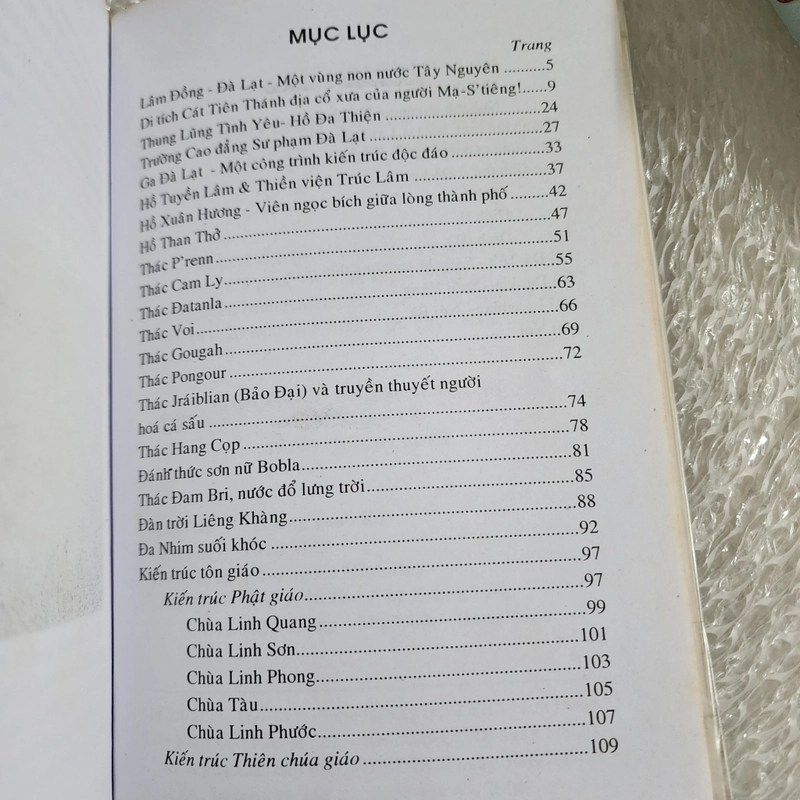 MỤC LỤC
Trang
Lâm Đồng - Đà Lạt - Một vùng non nước Tây Nguyên ..........5
Di tích Cát Tiên Thánh địa cổ xưa của người Mạ-S'tiêng!....9
Thung Lũng Tình Yêu- Hồ Đa Thiện ..............................24
Trường Cao đẳng Sư phạm Đà Lạt ................................27
Ga Đà Lạt - Một công trình kiến trúc độc đáo ...................33
Hồ Tuyền Lâm & Thiền viện Trúc Lâm .........................37
Hồ Xuân Hương - Viên ngọc bích giữa lòng thành phố .......42
Hồ Than Thở ..........................................................47
Thác P'renn............................................................51
Thác Cam Ly..........................................................55
Thác Đatanla..........................................................63
Thác Voi................................................................66
Thác Gougah..........................................................69
Thác Pongour .........................................................72
Thác Jráiblian (Bảo Đại) và truyền thuyết người
hoá cá sấu ..............................................................74
Thác Hang Cọp.......................................................78
Đánh thức sơn nữ Bobla............................................81
Thác Đam Bri, nước đổ lưng trời.................................85
Đàn trời Liêng Khàng...............................................88
Đa Nhim suối khóc ..................................................92
Kiến trúc tôn giáo....................................................97
Kiến trúc Phật giáo..................................................97
Chùa Linh Quang ....................................................99
Chùa Linh Sơn.......................................................101
Chùa Linh Phong....................................................103
Chùa Tàu..............................................................105
Chùa Linh Phước....................................................107
Kiến trúc Thiên chúa giáo ........................................109